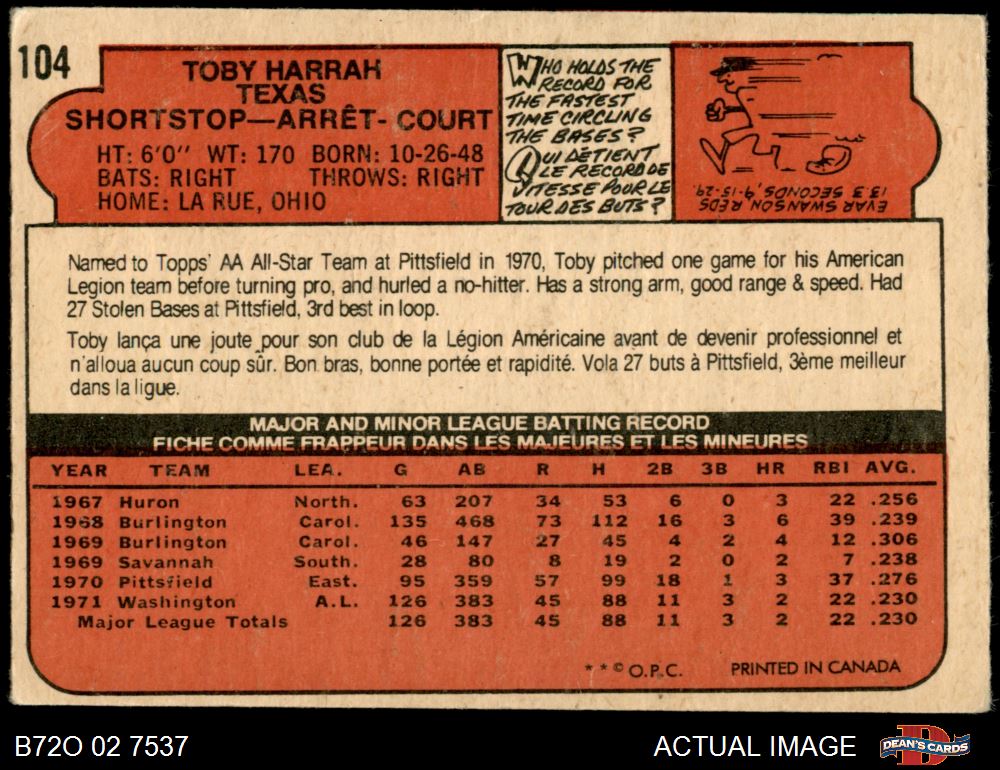 104
TOBY HARRAH
TEXAS
SHORTSTOP—ARRÊT- COURT
HT: 6'0" WT: 170 BORN: 10-26-48
BATS: RIGHT THROWS: RIGHT
HOME: LA RUE, OHIO
WHO HOLDS THE
RECORD FOR
THE FASTEST
TIME CIRCLING
THE BASES?
QUI DÉTIENT
LE RECORD DE
VITESSE POUR LE
TOUR DES BUTS?
EVAR SWANSON REDS
13.3 SECONDS, 9-15-29.
Named to Topps' AA All-Star Team at Pittsfield in 1970, Toby pitched one game for his American
Legion team before turning pro, and hurled a no-hitter. Has a strong arm, good range & speed. Had
27 Stolen Bases at Pittsfield, 3rd best in loop.
Toby lança une joute pour son club de la Légion Américaine avant de devenir professionnel et
n'alloua aucun coup sûr. Bon bras, bonne portée et rapidité. Vola 27 buts à Pittsfield, 3ème meilleur
dans la ligue.
MAJOR AND MINOR LEAGUE BATTING RECORD
FICHE COMME FRAPPEUR DANS LES MAJEURES ET LES MINEURES
YEAR TEAM LEA. G AB R H 2B 3B HR RBI AVG.
1967 Huron North. 63 207 34 53 6 0 3 22 .256
1968 Burlington Carol. 135 468 73 112 16 3 6 39 .239
1969 Burlington Carol. 46 147 27 45 4 2 4 12 .306
1969 Savannah South. 28 80 8 19 2 0 2 7 .238
1970 Pittsfield East. 95 359 57 99 18 1 3 37 .276
1971 Washington A.L. 126 383 45 88 11 3 2 22 .230
Major League Totals 126 383 45 88 11 3 2 22 .230
* * © O.P.C. PRINTED IN CANADA
B72O 02 7537
ACTUAL IMAGE
D
DEAN'S CARDS